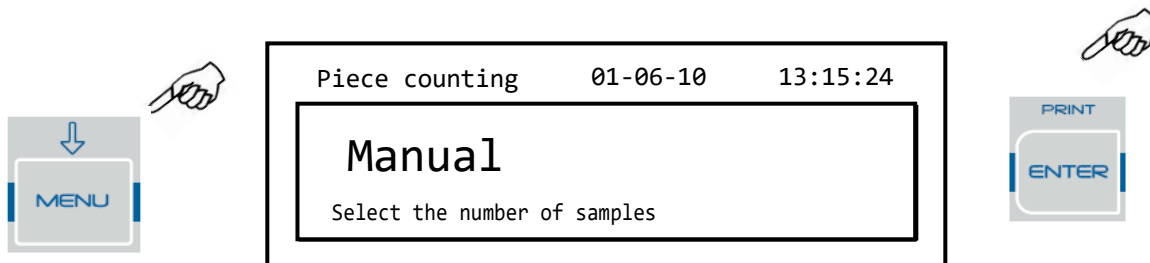 Piece counting 01-06-10 13:15:24
PRINT
Manual
ENTER
MENU
Select the number of samples